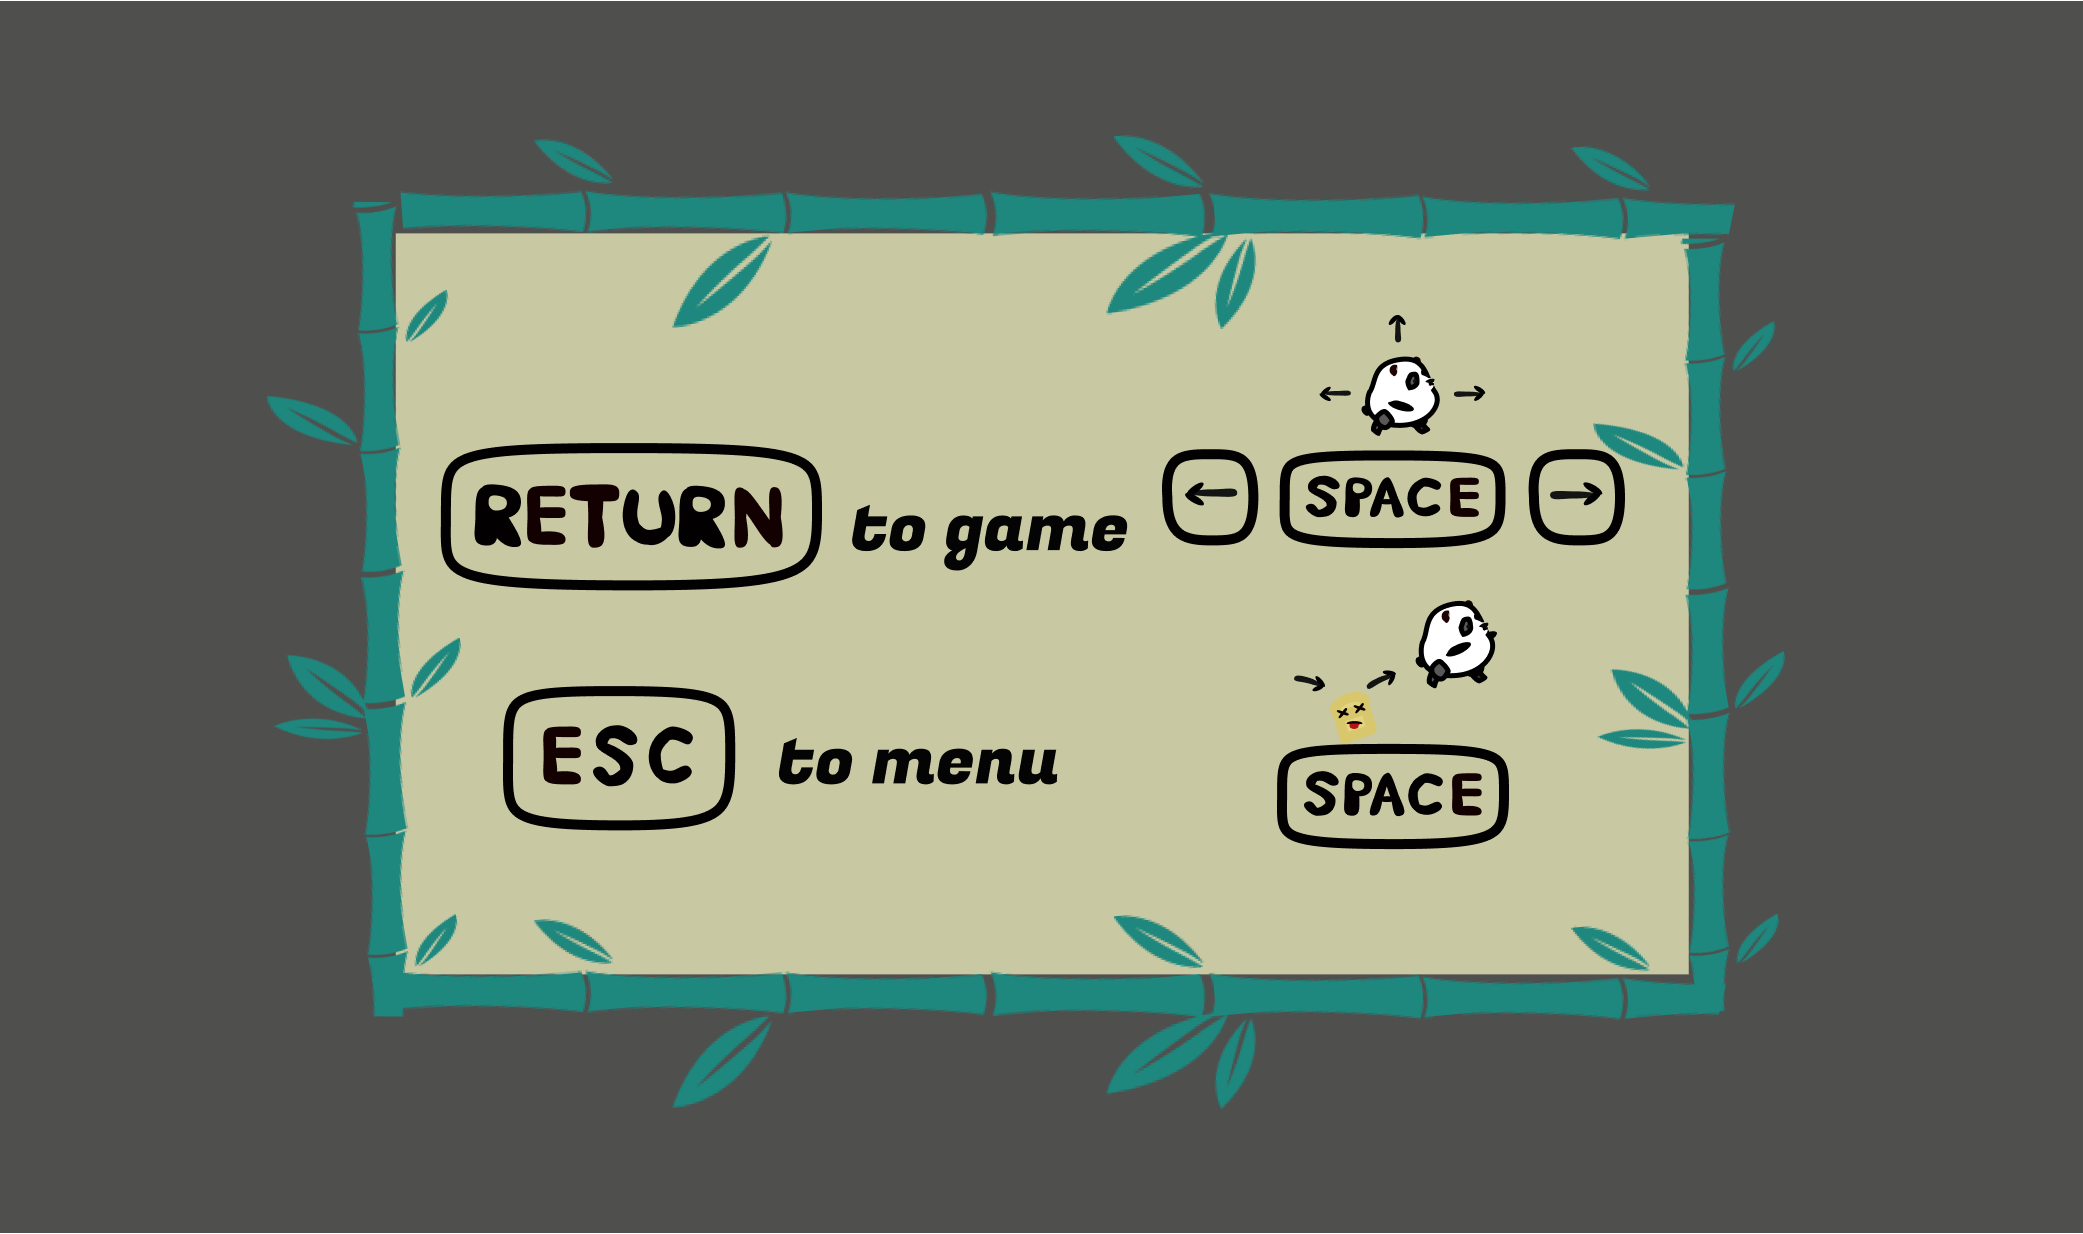 RETURN to game
← SPACE →
ESC to menu
SPACE